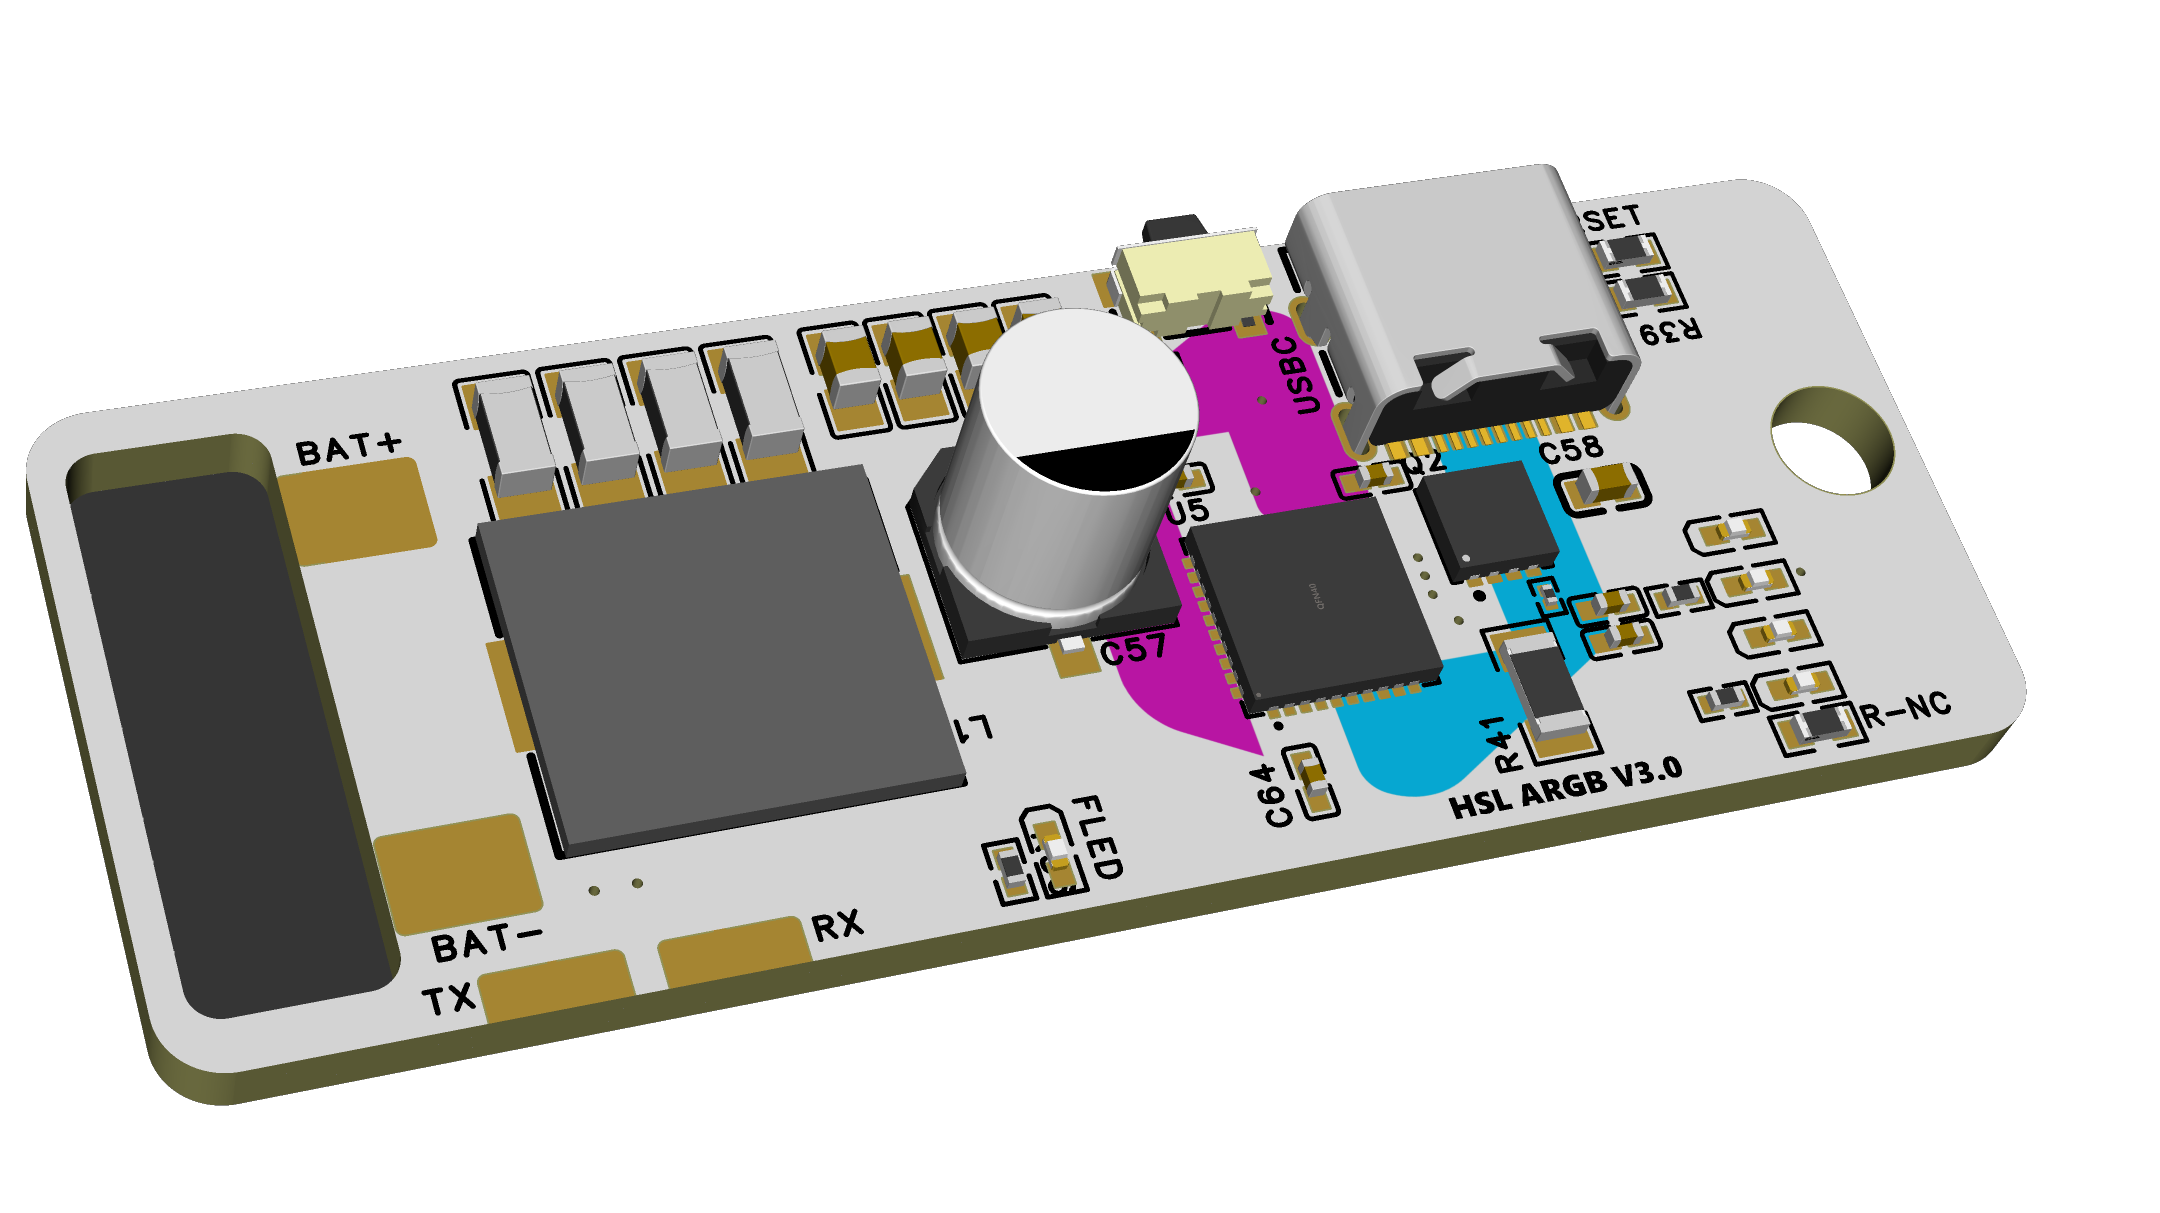 BAT+
SET
R39
USBC
Q2
C58
U5
C57
QFN40
L1
R-NC
R41
HSL ARGB V3.0
C64
FLED
RX
BAT-
TX